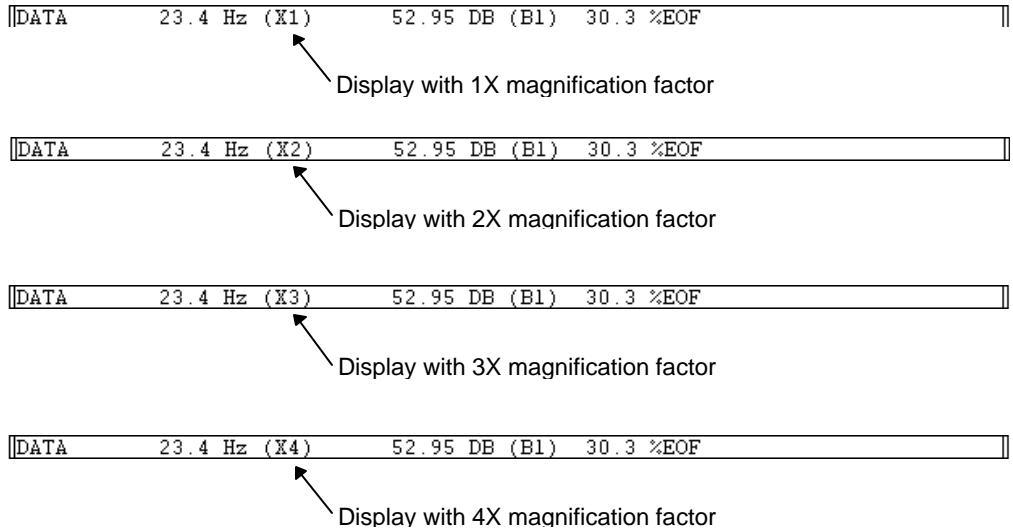 DATA 23.4 Hz (X1) 52.95 DB (B1) 30.3 %EOF
Display with 1X magnification factor
DATA 23.4 Hz (X2) 52.95 DB (B1) 30.3 %EOF
Display with 2X magnification factor
DATA 23.4 Hz (X3) 52.95 DB (B1) 30.3 %EOF
Display with 3X magnification factor
DATA 23.4 Hz (X4) 52.95 DB (B1) 30.3 %EOF
Display with 4X magnification factor